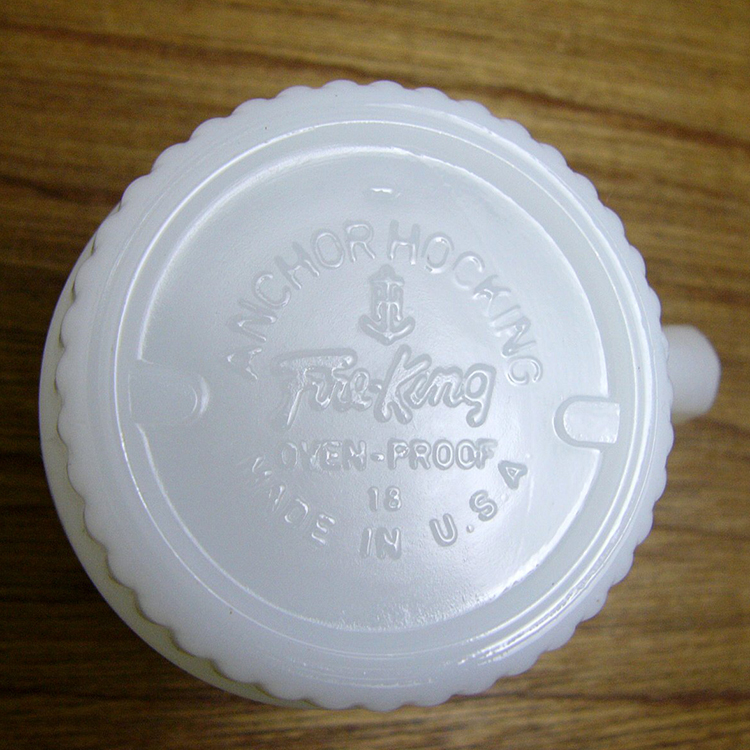 ANCHOR HOCKING
Fire-King
OVEN-PROOF
18
MADE IN U.S.A